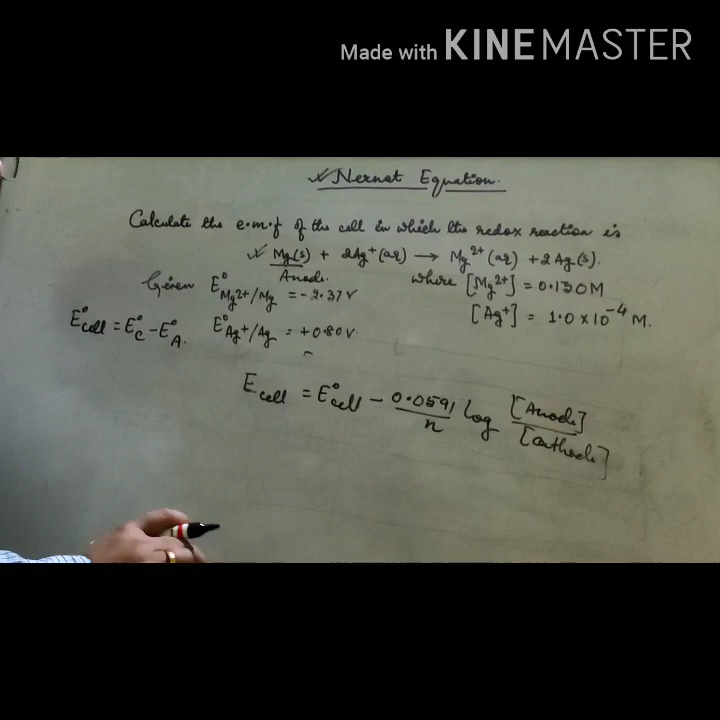 Made with KINEMASTER
Nernst Equation.
Calculate the e.m.f of the cell in which the redox reaction is
Mg(s) + 2Ag⁺(aq) → Mg²⁺(aq) + 2Ag(s).
Anode.
Given E°Mg²⁺/Mg = -2.37V where [Mg²⁺] = 0.130M
E°cell = E°C - E°A. E°Ag⁺/Ag = +0.80V. [Ag⁺] = 1.0 × 10⁻⁴ M.
Ecell = E°cell - 0.0591/n log [Anode]/[Cathode]